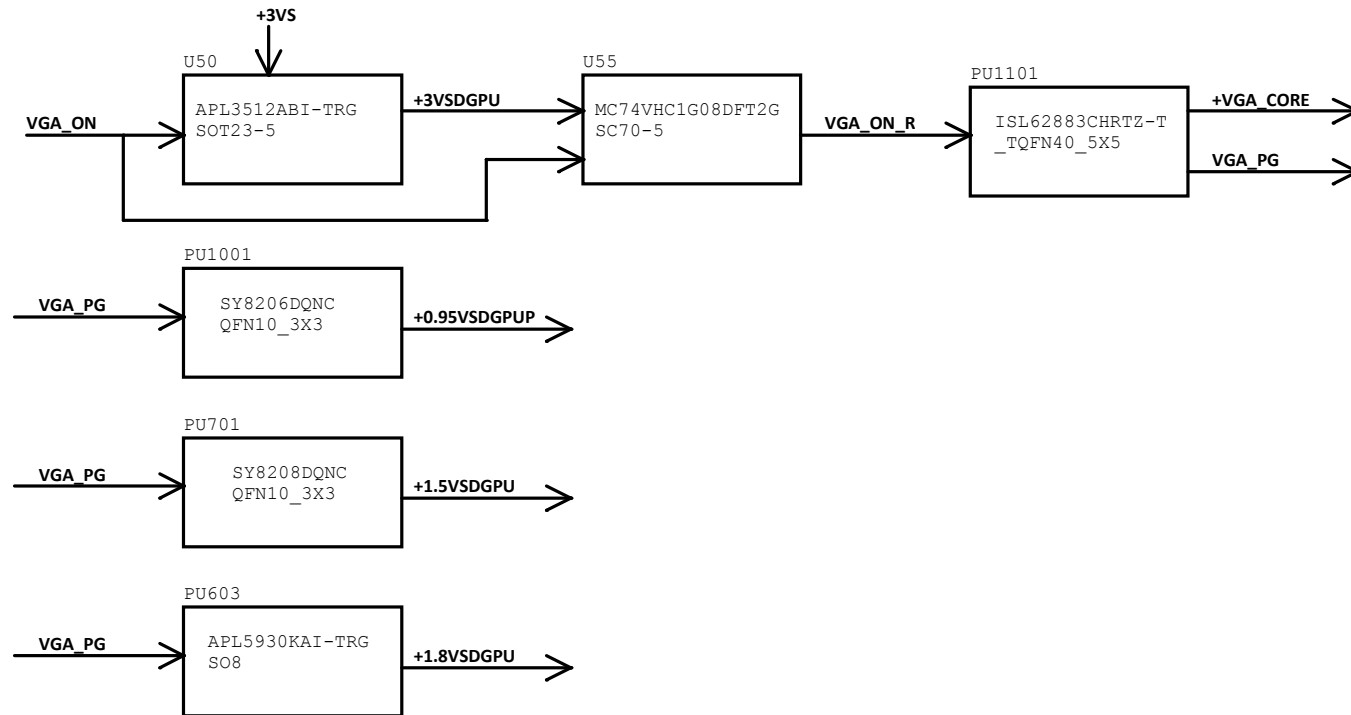 +3VS
U50
APL3512ABI-TRG
SOT23-5
VGA_ON
+3VSDGPU
U55
MC74VHC1G08DFT2G
SC70-5
VGA_ON_R
PU1101
ISL62883CHRTZ-T
_TQFN40_5X5
+VGA_CORE
VGA_PG
PU1001
VGA_PG
SY8206DQNC
QFN10_3X3
+0.95VSDGPUP
PU701
VGA_PG
SY8208DQNC
QFN10_3X3
+1.5VSDGPU
PU603
VGA_PG
APL5930KAI-TRG
SO8
+1.8VSDGPU